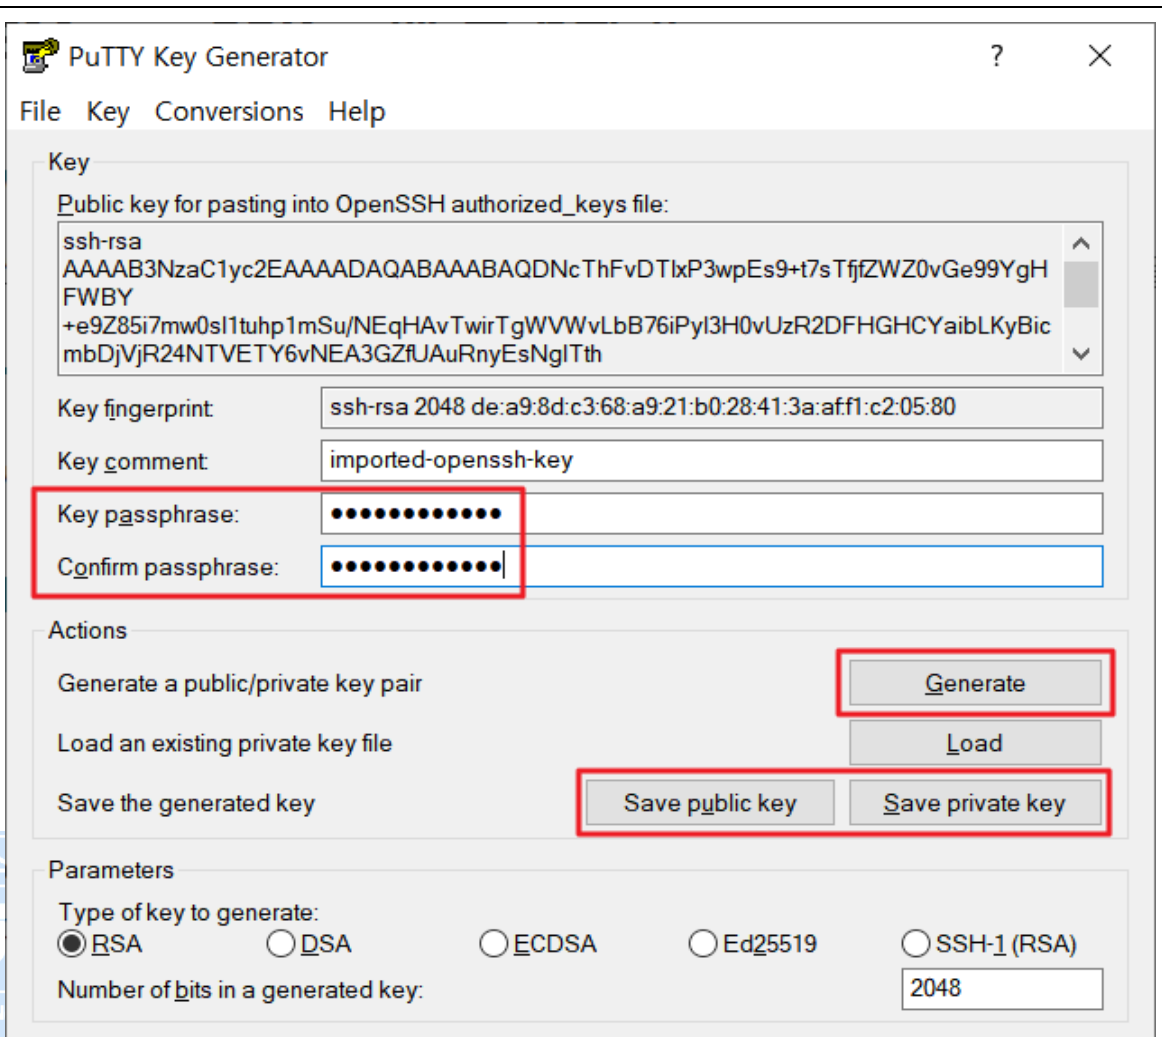 PuTTY Key Generator
?
File Key Conversions Help
Key
Public key for pasting into OpenSSH authorized_keys file:
ssh-rsa
AAAAB3NzaC1yc2EAAAADAQABAAABAQDNcThFvDTlxP3wpEs9+t7sTfjfZWZ0vGe99YgH
FWBY
+e9Z85i7mw0sl1tuhp1mSu/NEqHAvTwirTgWVWvLbB76iPyl3H0vUzR2DFHGHCYaibLKyBic
mbDjVjR24NTVETY6vNEA3GZfUAuRnyEsNglTth
Key fingerprint: ssh-rsa 2048 de:a9:8d:c3:68:a9:21:b0:28:41:3a:af:f1:c2:05:80
Key comment: imported-openssh-key
Key passphrase: ●●●●●●●●●●●●
Confirm passphrase: ●●●●●●●●●●●●
Actions
Generate a public/private key pair Generate
Load an existing private key file Load
Save the generated key Save public key Save private key
Parameters
Type of key to generate:
RSA DSA ECDSA Ed25519 SSH-1 (RSA)
Number of bits in a generated key: 2048